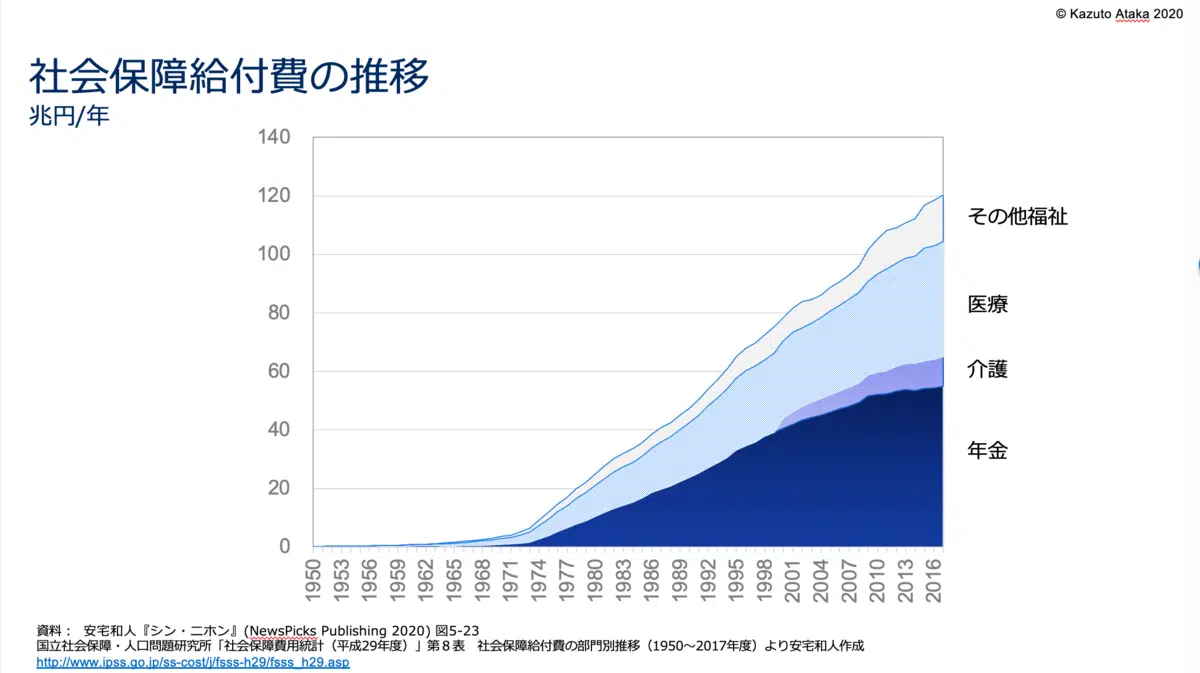 © Kazuto Ataka 2020
社会保障給付費の推移
兆円/年
140
120
100
80
60
40
20
0
その他福祉
医療
介護
年金
1950 1953 1956 1959 1962 1965 1968 1971 1974 1977 1980 1983 1986 1989 1992 1995 1998 2001 2004 2007 2010 2013 2016
資料： 安宅和人『シン・ニホン』(NewsPicks Publishing 2020) 図5-23
国立社会保障・人口問題研究所「社会保障費用統計（平成29年度）」第８表　社会保障給付費の部門別推移（1950～2017年度）より安宅和人作成
http://www.ipss.go.jp/ss-cost/j/fsss-h29/fsss_h29.asp